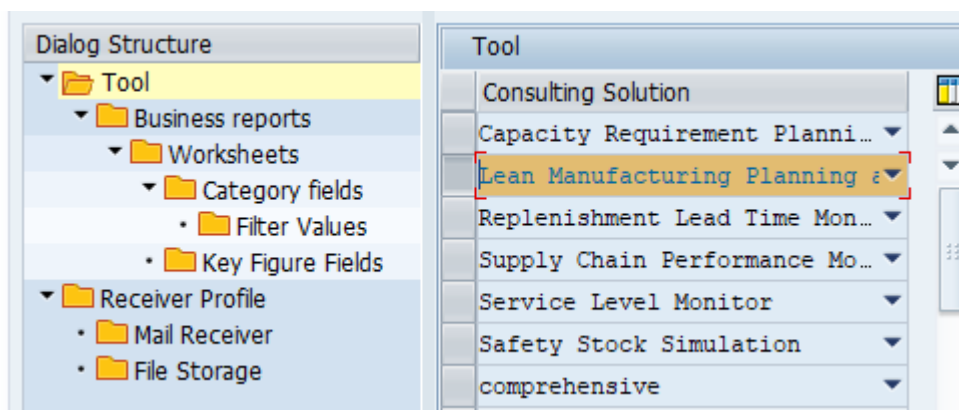 Dialog Structure
Tool
Business reports
Worksheets
Category fields
Filter Values
Key Figure Fields
Receiver Profile
Mail Receiver
File Storage
Tool
Consulting Solution
Capacity Requirement Planni…
Lean Manufacturing Planning a
Replenishment Lead Time Mon…
Supply Chain Performance Mo…
Service Level Monitor
Safety Stock Simulation
comprehensive